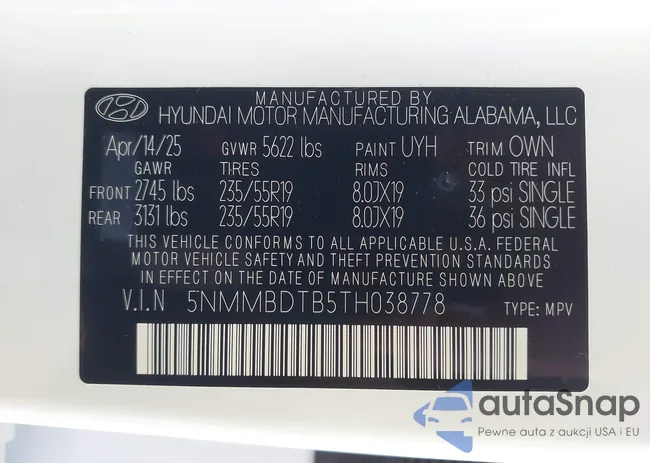 MANUFACTURED BY
HYUNDAI MOTOR MANUFACTURING ALABAMA, LLC
Apr/14/25 GVWR 5622 lbs PAINT UYH TRIM OWN
GAWR TIRES RIMS COLD TIRE INFL
FRONT 2745 lbs 235/55R19 8.0JX19 33 psi SINGLE
REAR 3131 lbs 235/55R19 8.0JX19 36 psi SINGLE
THIS VEHICLE CONFORMS TO ALL APPLICABLE U.S.A. FEDERAL
MOTOR VEHICLE SAFETY AND THEFT PREVENTION STANDARDS
IN EFFECT ON THE DATE OF MANUFACTURE SHOWN ABOVE
V.I.N 5NMMBDTB5TH038778 TYPE: MPV
autoSnap
Pewne auta z aukcji USA i EU